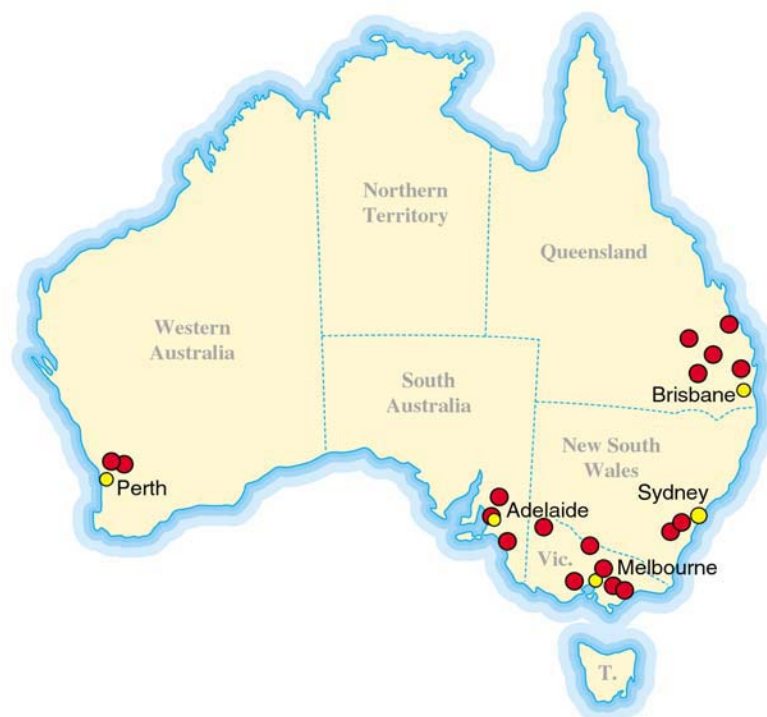 Northern
Territory
Queensland
Western
Australia
South
Australia
Brisbane
New South
Wales
Perth
Sydney
Adelaide
Vic.
Melbourne
T.